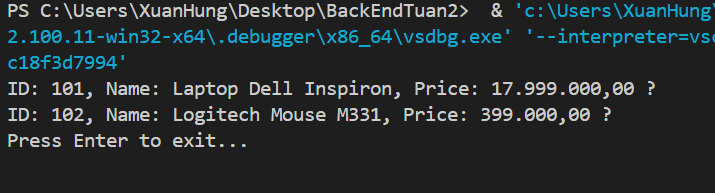 PS C:\Users\XuanHung\Desktop\BackEndTuan2>  & 'c:\Users\XuanHung
2.100.11-win32-x64\.debugger\x86_64\vsdbg.exe' '--interpreter=vsc
c18f3d7994'
ID: 101, Name: Laptop Dell Inspiron, Price: 17.999.000,00 ?
ID: 102, Name: Logitech Mouse M331, Price: 399.000,00 ?
Press Enter to exit...